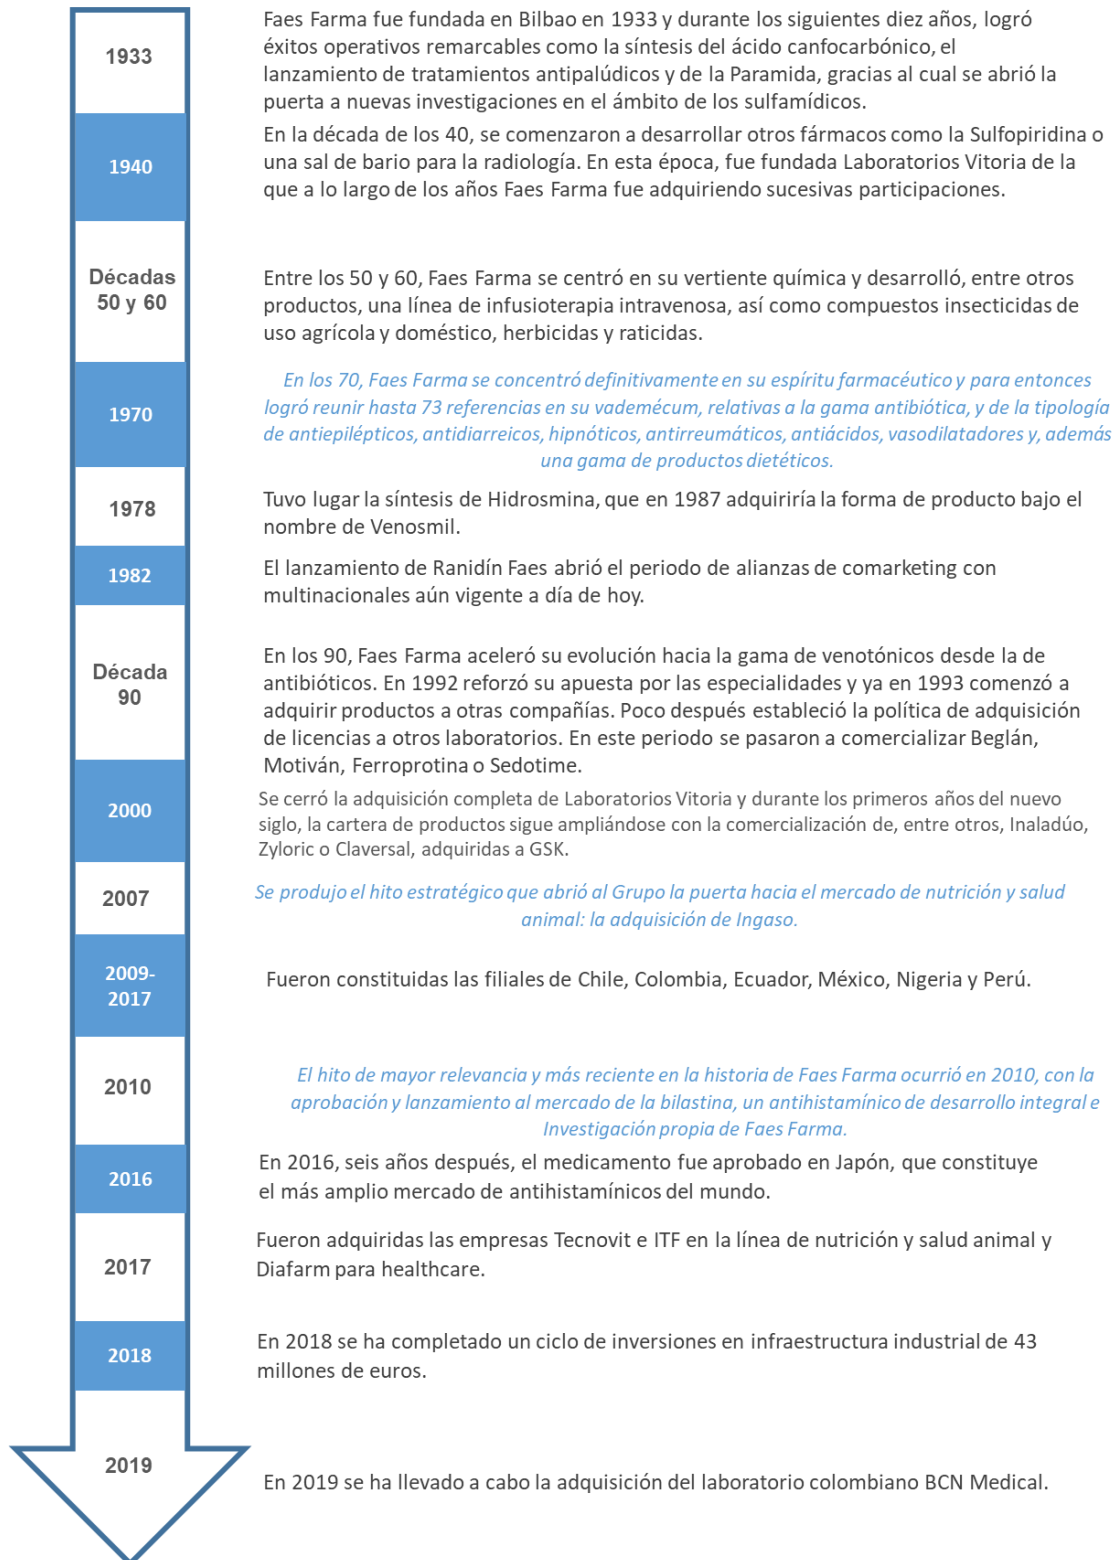 1933
Faes Farma fue fundada en Bilbao en 1933 y durante los siguientes diez años, logró
éxitos operativos remarcables como la síntesis del ácido canfocarbónico, el
lanzamiento de tratamientos antipalúdicos y de la Paramida, gracias al cual se abrió la
puerta a nuevas investigaciones en el ámbito de los sulfamídicos.
1940
En la década de los 40, se comenzaron a desarrollar otros fármacos como la Sulfopiridina o
una sal de bario para la radiología. En esta época, fue fundada Laboratorios Vitoria de la
que a lo largo de los años Faes Farma fue adquiriendo sucesivas participaciones.
Décadas
50 y 60
Entre los 50 y 60, Faes Farma se centró en su vertiente química y desarrolló, entre otros
productos, una línea de infusioterapia intravenosa, así como compuestos insecticidas de
uso agrícola y doméstico, herbicidas y raticidas.
1970
En los 70, Faes Farma se concentró definitivamente en su espíritu farmacéutico y para entonces
logró reunir hasta 73 referencias en su vademécum, relativas a la gama antibiótica, y de la tipología
de antiepilépticos, antidiarreicos, hipnóticos, antirreumáticos, antiácidos, vasodilatadores y, además
una gama de productos dietéticos.
1978
Tuvo lugar la síntesis de Hidrosmina, que en 1987 adquiriría la forma de producto bajo el
nombre de Venosmil.
1982
El lanzamiento de Ranidín Faes abrió el periodo de alianzas de comarketing con
multinacionales aún vigente a día de hoy.
Década
90
En los 90, Faes Farma aceleró su evolución hacia la gama de venotónicos desde la de
antibióticos. En 1992 reforzó su apuesta por las especialidades y ya en 1993 comenzó a
adquirir productos a otras compañías. Poco después estableció la política de adquisición
de licencias a otros laboratorios. En este periodo se pasaron a comercializar Beglán,
Motiván, Ferroprotina o Sedotime.
2000
Se cerró la adquisición completa de Laboratorios Vitoria y durante los primeros años del nuevo
siglo, la cartera de productos sigue ampliándose con la comercialización de, entre otros, Inaladúo,
Zyloric o Claversal, adquiridas a GSK.
2007
Se produjo el hito estratégico que abrió al Grupo la puerta hacia el mercado de nutrición y salud
animal: la adquisición de Ingaso.
2009-
2017
Fueron constituidas las filiales de Chile, Colombia, Ecuador, México, Nigeria y Perú.
2010
El hito de mayor relevancia y más reciente en la historia de Faes Farma ocurrió en 2010, con la
aprobación y lanzamiento al mercado de la bilastina, un antihistamínico de desarrollo integral e
Investigación propia de Faes Farma.
2016
En 2016, seis años después, el medicamento fue aprobado en Japón, que constituye
el más amplio mercado de antihistamínicos del mundo.
2017
Fueron adquiridas las empresas Tecnovit e ITF en la línea de nutrición y salud animal y
Diafarm para healthcare.
2018
En 2018 se ha completado un ciclo de inversiones en infraestructura industrial de 43
millones de euros.
2019
En 2019 se ha llevado a cabo la adquisición del laboratorio colombiano BCN Medical.